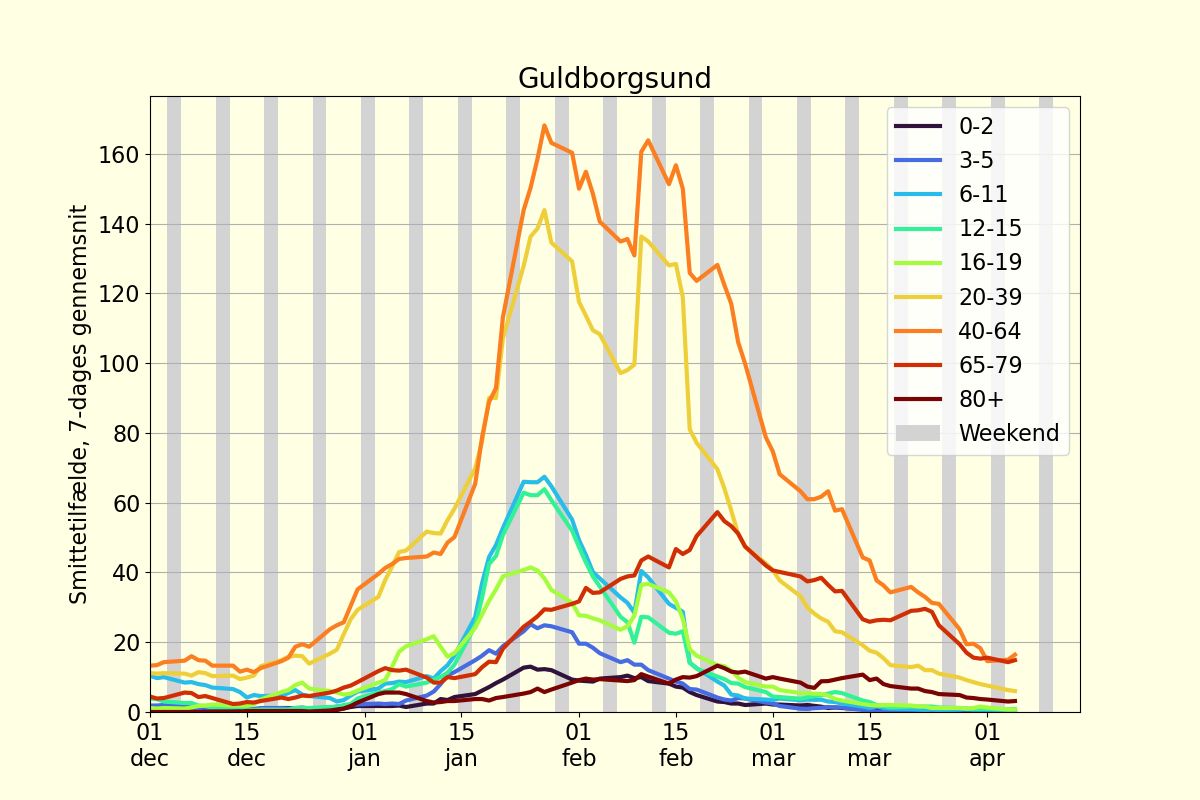 Guldborgsund
Smittetilfælde, 7-dages gennemsnit
160
140
120
100
80
60
40
20
0
01 dec
15 dec
01 jan
15 jan
01 feb
15 feb
01 mar
15 mar
01 apr
0-2
3-5
6-11
12-15
16-19
20-39
40-64
65-79
80+
Weekend